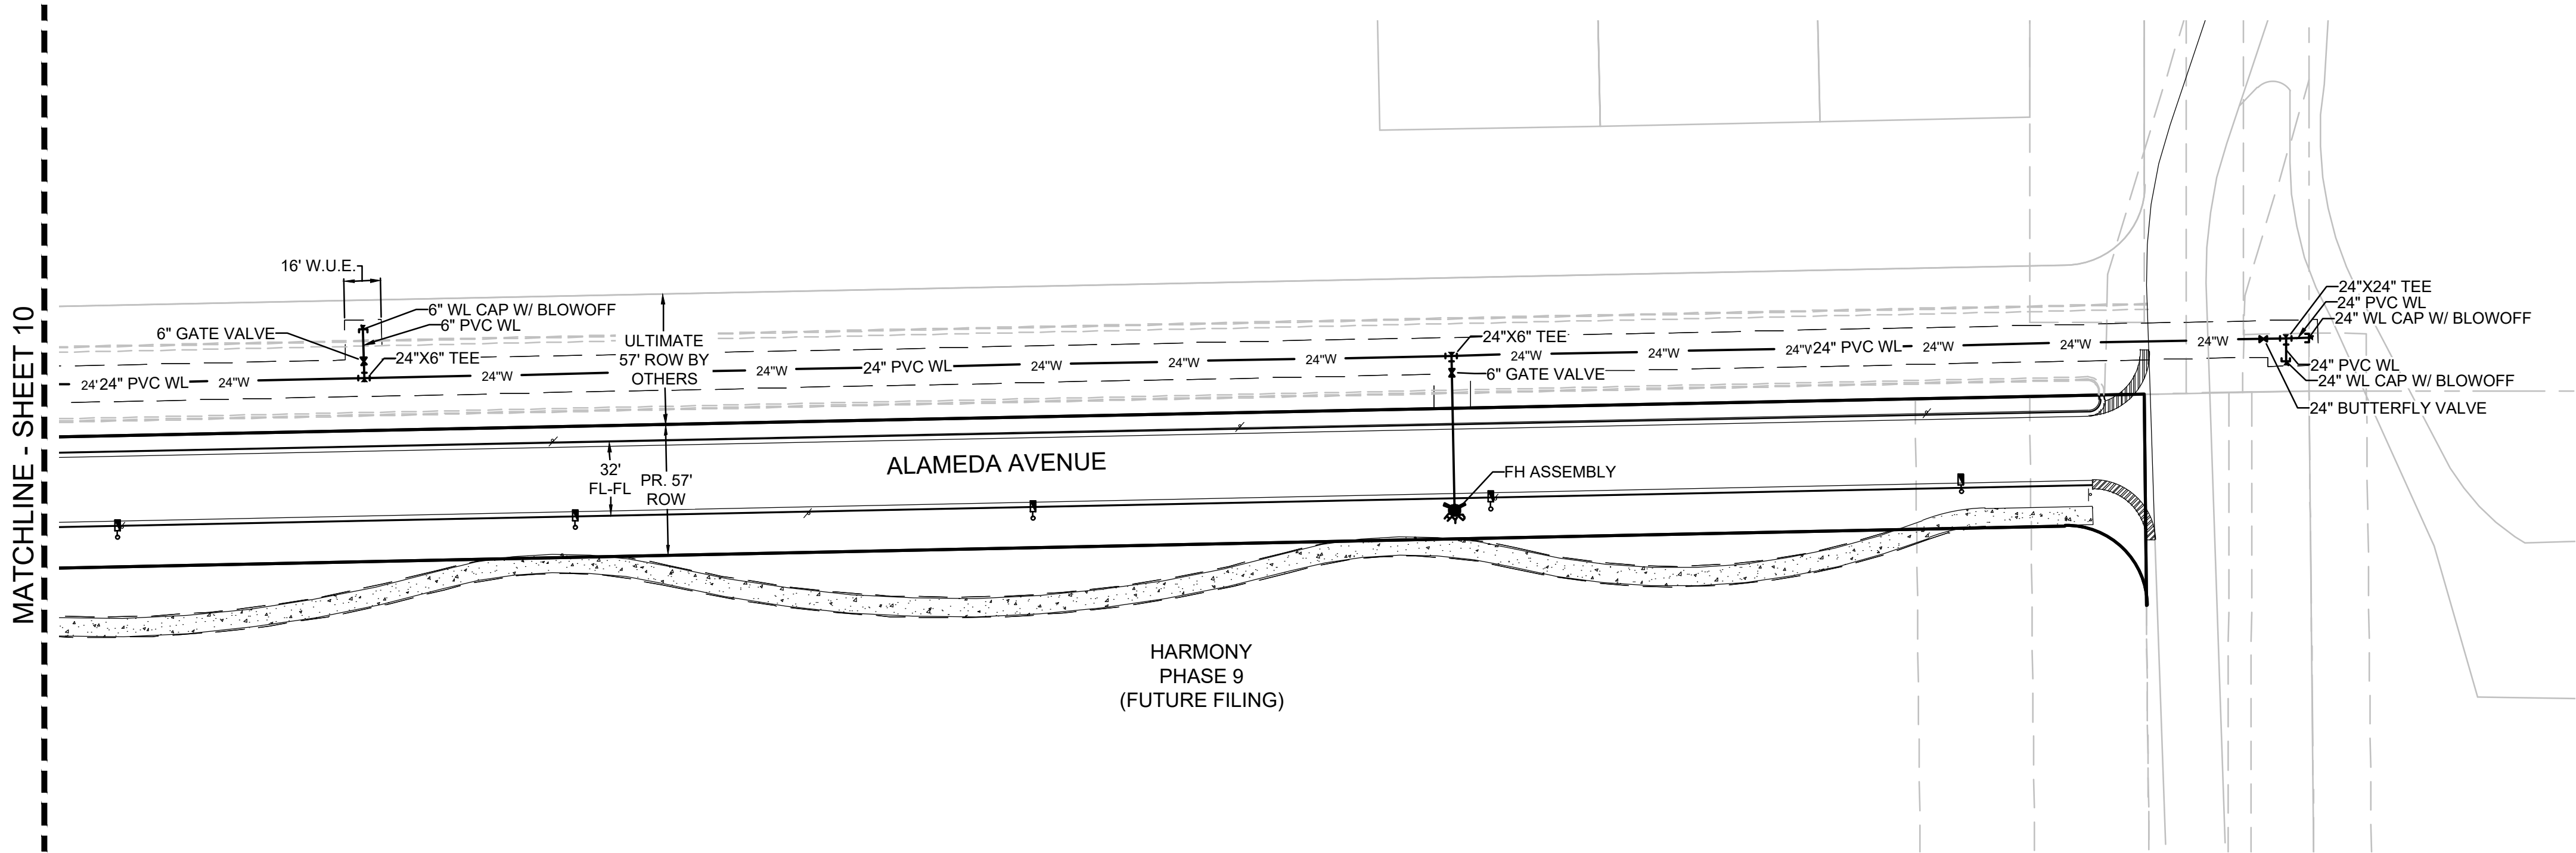 MATCHLINE - SHEET 10
16' W.U.E.
6" WL CAP W/ BLOWOFF
6" PVC WL
6" GATE VALVE
24"X6" TEE
24" PVC WL
24"W
24"W
ULTIMATE
57' ROW BY
OTHERS
24"W
24" PVC WL
24"W
24"W
24"W
24"X6" TEE
24"W
6" GATE VALVE
24"W
24" PVC WL
24"W
24"W
24"W
24"X24" TEE
24" PVC WL
24" WL CAP W/ BLOWOFF
24" PVC WL
24" WL CAP W/ BLOWOFF
24" BUTTERFLY VALVE
32'
FL-FL
PR. 57'
ROW
ALAMEDA AVENUE
FH ASSEMBLY
HARMONY
PHASE 9
(FUTURE FILING)